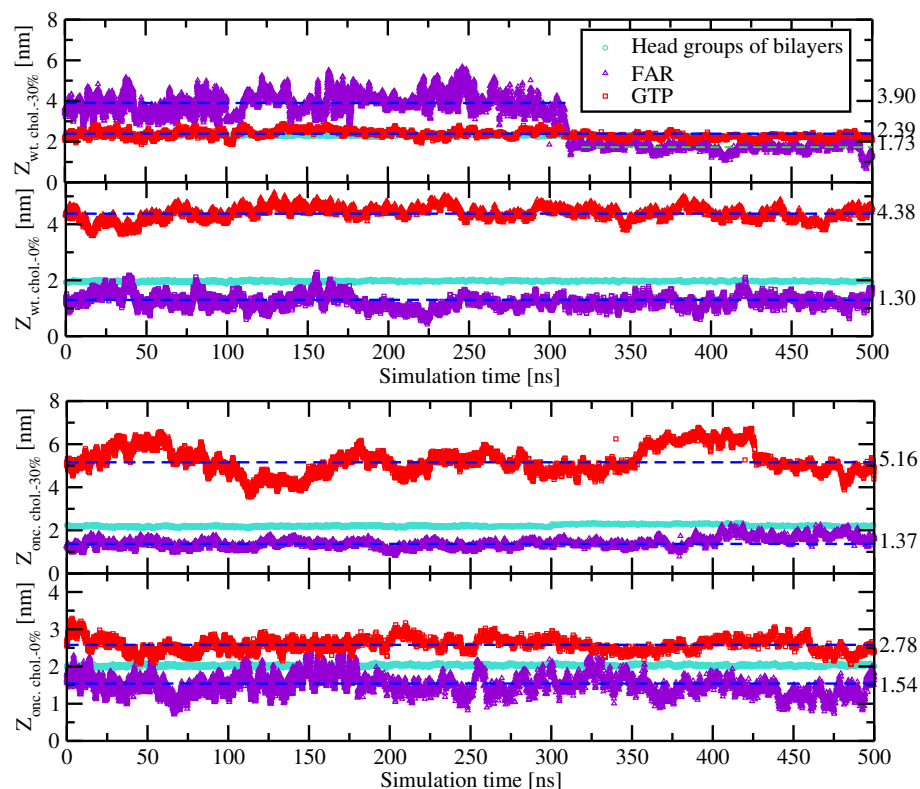 Z wt. chol.-30% [nm]
8
6
4
2
0
Head groups of bilayers
FAR
GTP
3.90
2.39
1.73
Z wt. chol.-0% [nm]
4
2
0
4.38
1.30
0 50 100 150 200 250 300 350 400 450 500
Simulation time [ns]
Z onc. chol.-30% [nm]
8
6
4
2
0
5.16
1.37
Z onc. chol.-0% [nm]
4
3
2
1
0
2.78
1.54
0 50 100 150 200 250 300 350 400 450 500
Simulation time [ns]